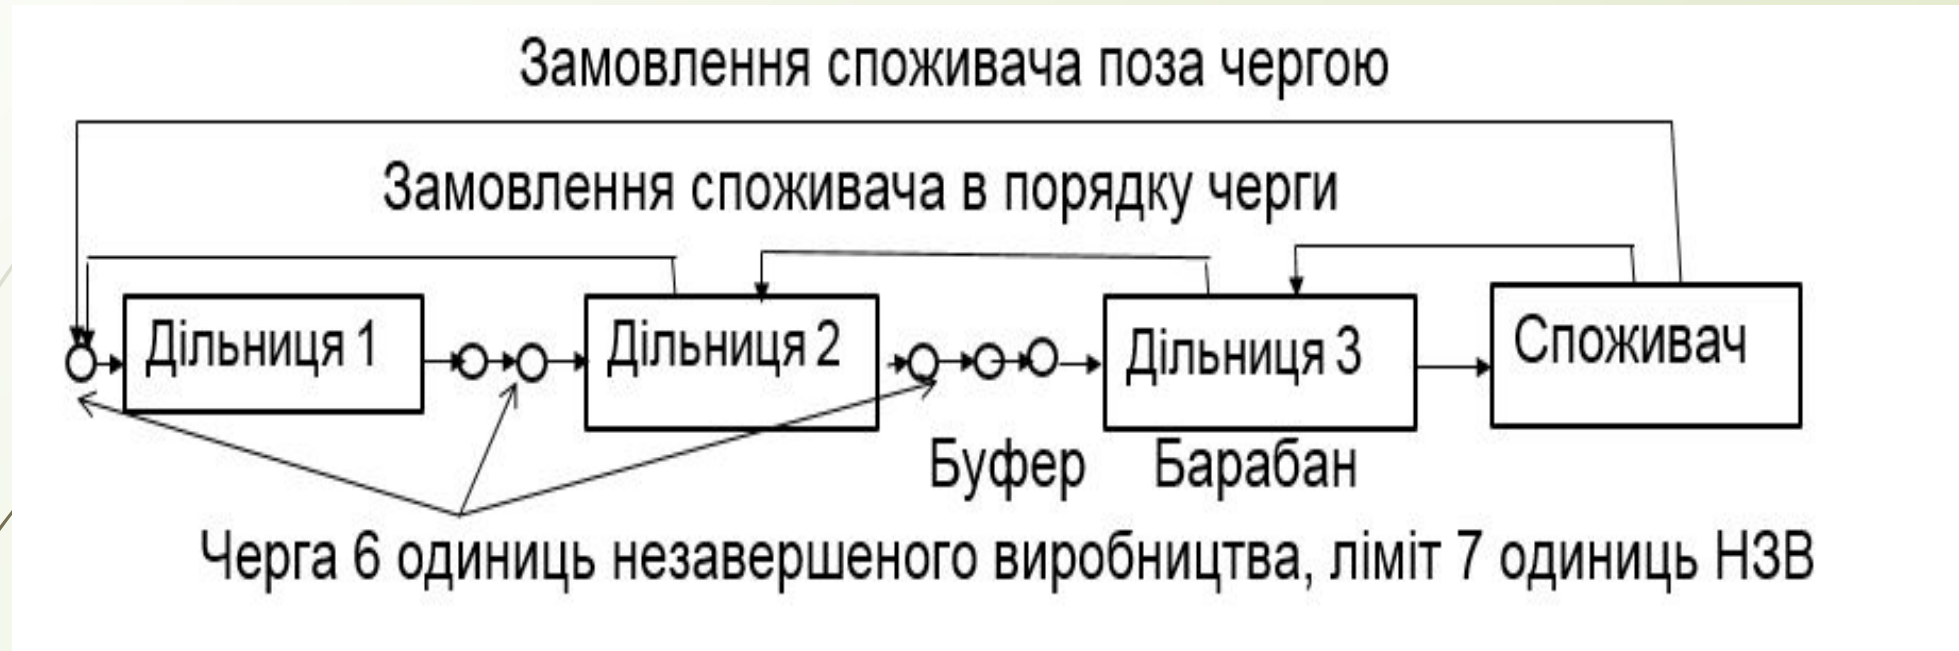 Замовлення споживача поза чергою
Замовлення споживача в порядку черги
Дільниця 1
Дільниця 2
Дільниця 3
Споживач
Буфер
Барабан
Черга 6 одиниць незавершеного виробництва, ліміт 7 одиниць НЗВ